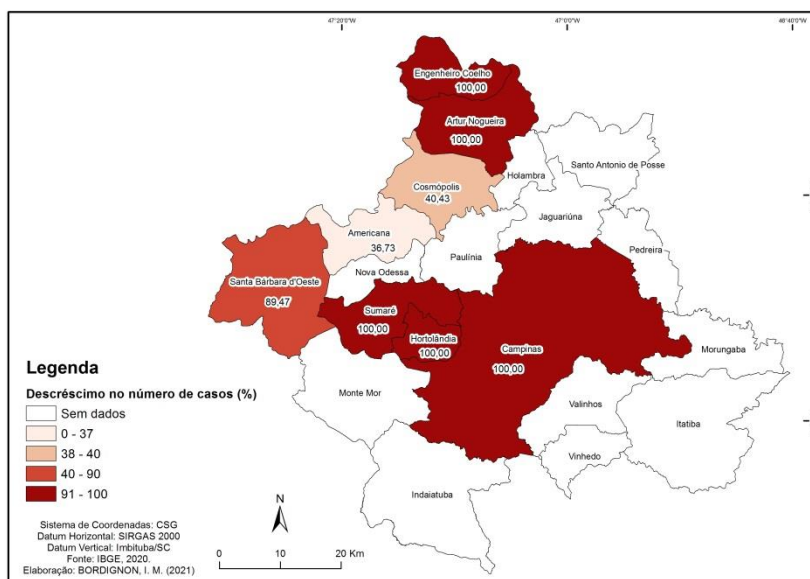 47°20'0"W
47°0'0"W
48°40'0"W
Engenheiro Coelho
100,00
Artur Nogueira
100,00
Holambra
Santo Antonio de Posse
Cosmópolis
40,43
Jaguariúna
Americana
36,73
Paulínia
Pedreira
Nova Odessa
Santa Bárbara d'Oeste
89,47
Sumaré
100,00
Hortolândia
100,00
Campinas
100,00
Morungaba
Monte Mor
Valinhos
Itatiba
Vinhedo
Indaiatuba
Legenda
Descréscimo no número de casos (%)
Sem dados
0 - 37
38 - 40
40 - 90
91 - 100
N
Sistema de Coordenadas: CSG
Datum Horizontal: SIRGAS 2000
Datum Vertical: Imbituba/SC
Fonte: IBGE, 2020.
Elaboração: BORDIGNON, I. M. (2021)
0 10 20 Km